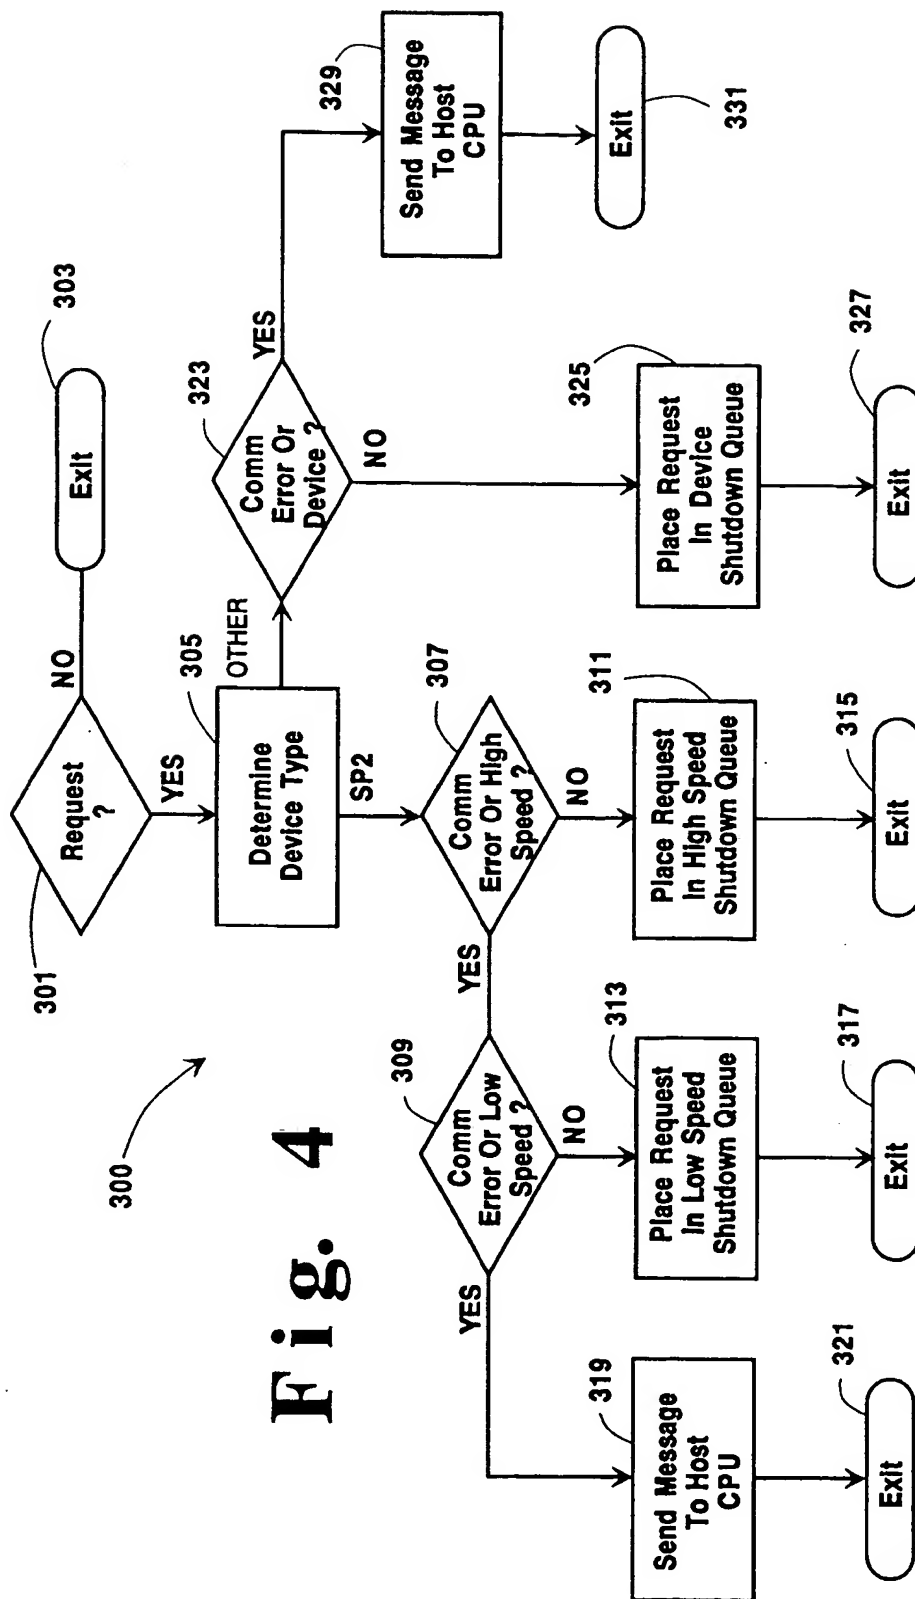 300
Fig. 4
301
Request
?
NO
Exit
303
YES
305
Determine
Device Type
OTHER
323
Comm
Error Or
Device ?
YES
329
Send Message
To Host
CPU
Exit
331
NO
325
Place Request
In Device
Shutdown Queue
327
Exit
SP2
307
Comm
Error Or High
Speed ?
NO
311
Place Request
In High Speed
Shutdown Queue
315
Exit
YES
309
Comm
Error Or Low
Speed ?
NO
313
Place Request
In Low Speed
Shutdown Queue
317
Exit
YES
319
Send Message
To Host
CPU
321
Exit